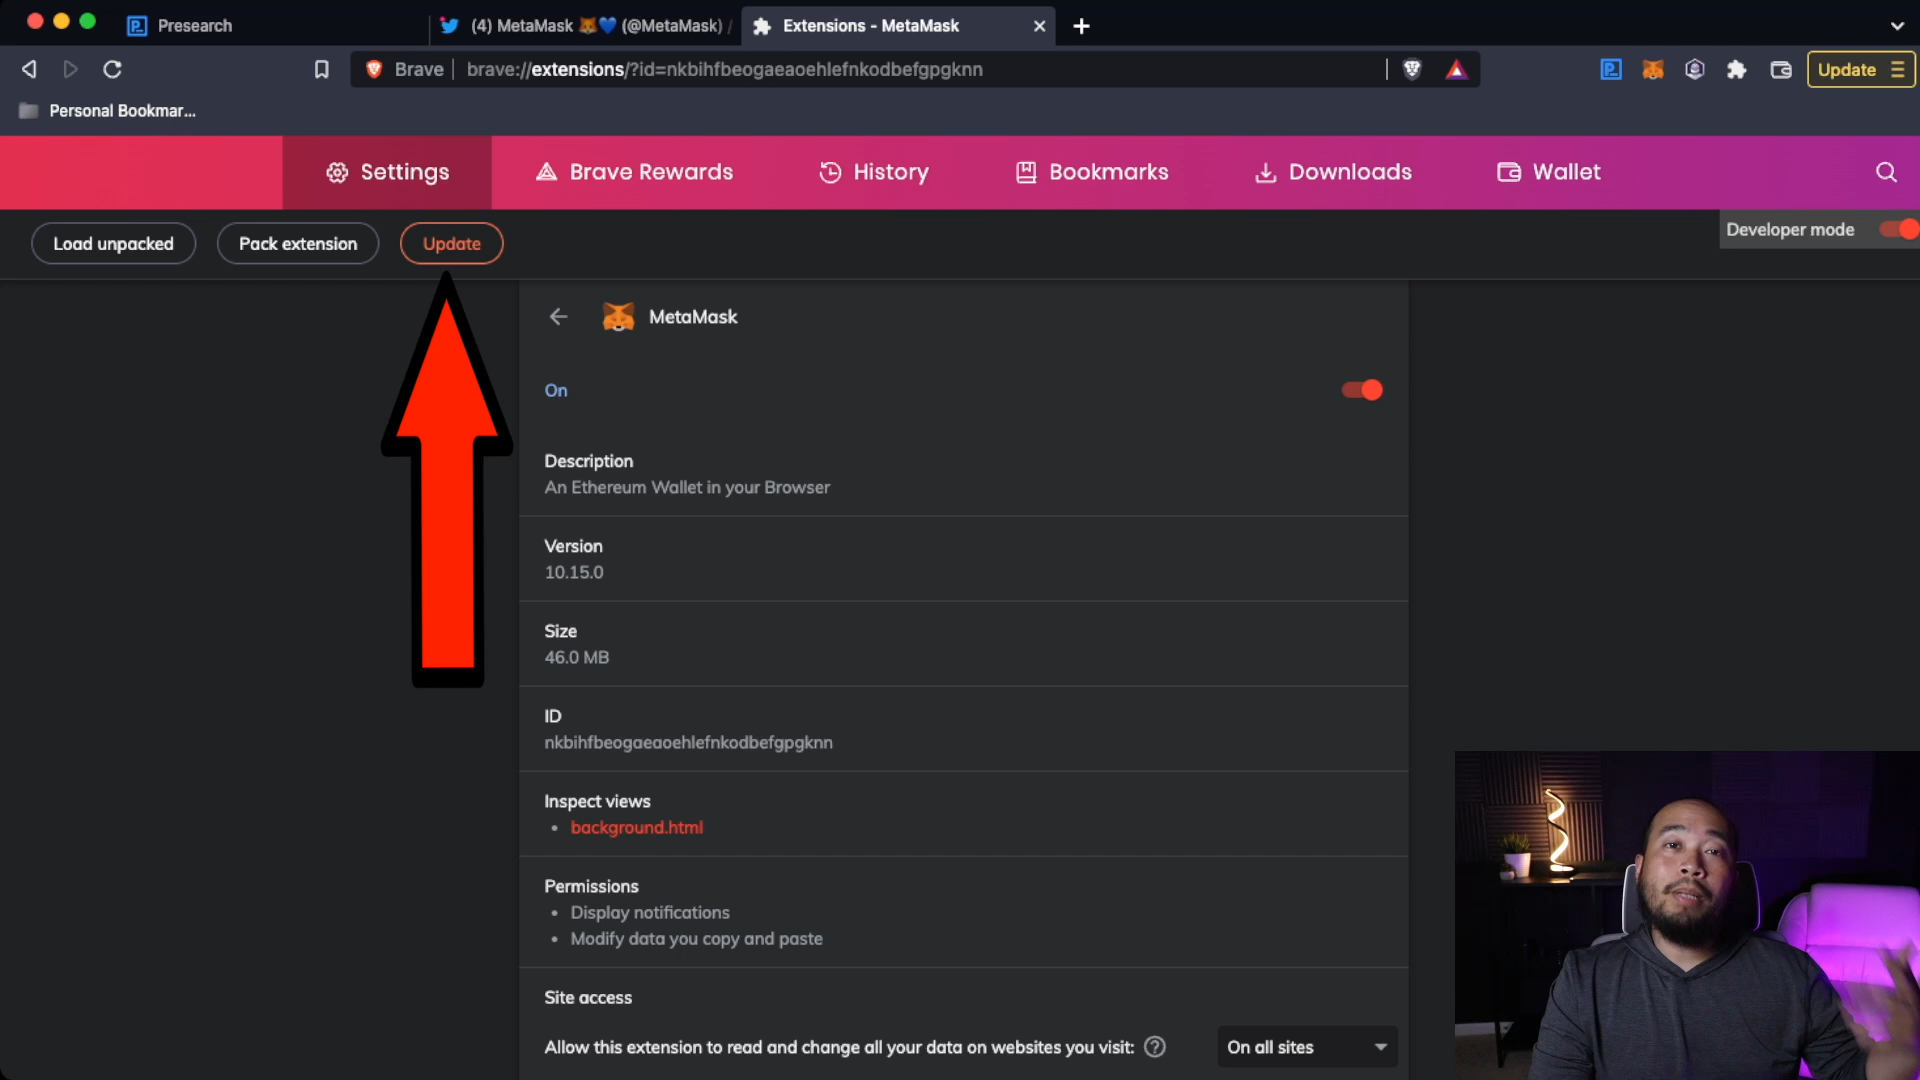 Presearch
(4) MetaMask 🦊💙 (@MetaMask) /
Extensions - MetaMask
Brave
brave://extensions/?id=nkbihfbeogaeaoehlefnkodbefgpgknn
Update
Personal Bookmar...
Settings
Brave Rewards
History
Bookmarks
Downloads
Wallet
Load unpacked
Pack extension
Update
Developer mode
MetaMask
On
Description
An Ethereum Wallet in your Browser
Version
10.15.0
Size
46.0 MB
ID
nkbihfbeogaeaoehlefnkodbefgpgknn
Inspect views
• background.html
Permissions
• Display notifications
• Modify data you copy and paste
Site access
Allow this extension to read and change all your data on websites you visit: ?
On all sites